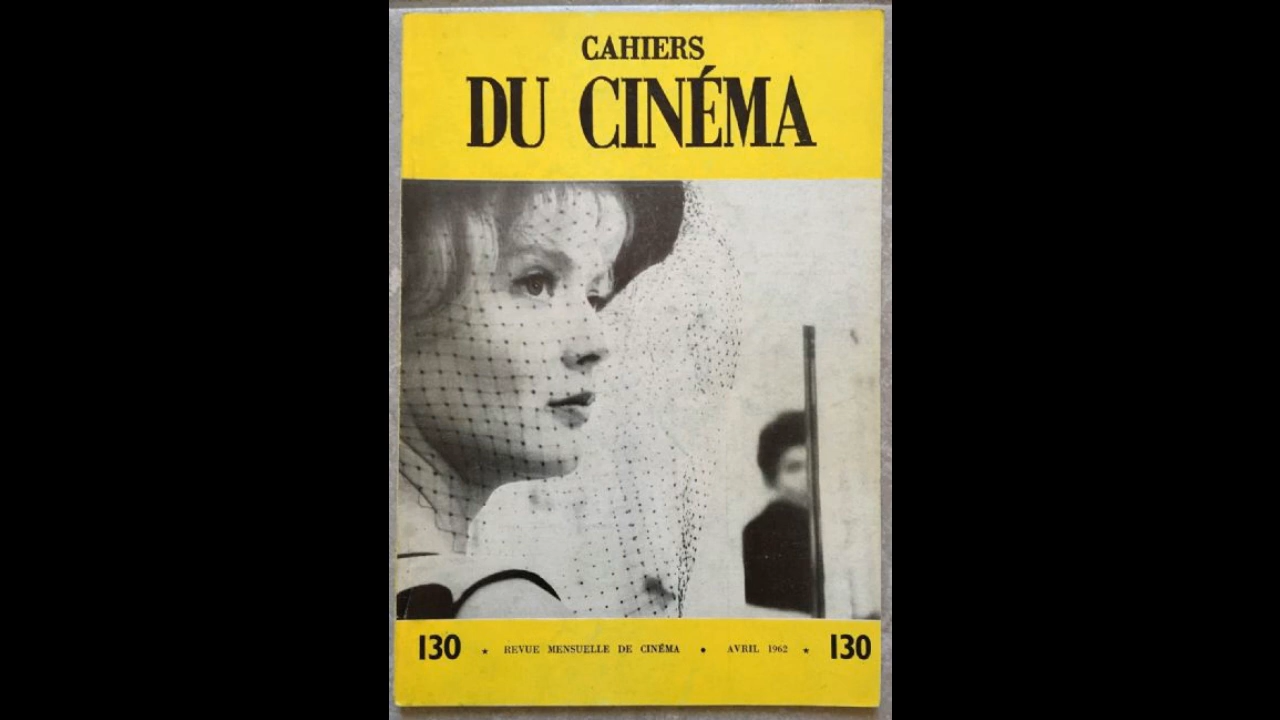 CAHIERS
DU CINÉMA
130 ★ REVUE MENSUELLE DE CINÉMA • AVRIL 1962 ★ 130